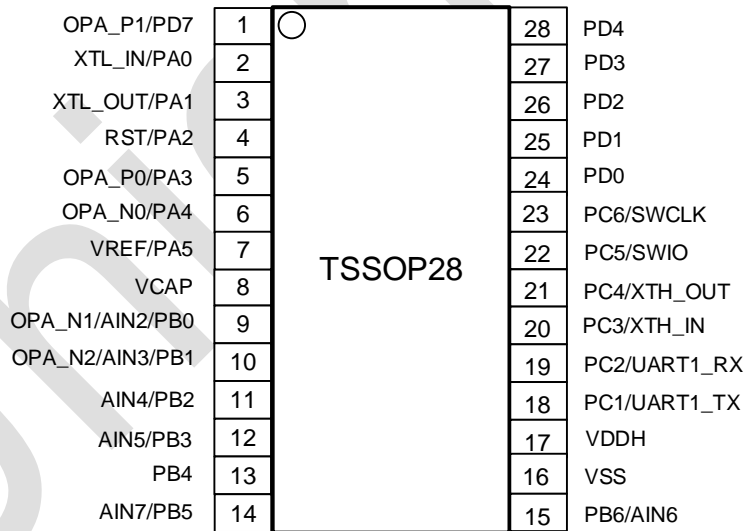 OPA_P1/PD7 1 28 PD4
XTL_IN/PA0 2 27 PD3
XTL_OUT/PA1 3 26 PD2
RST/PA2 4 25 PD1
OPA_P0/PA3 5 24 PD0
OPA_N0/PA4 6 23 PC6/SWCLK
VREF/PA5 7 22 PC5/SWIO
TSSOP28
VCAP 8 21 PC4/XTH_OUT
OPA_N1/AIN2/PB0 9 20 PC3/XTH_IN
OPA_N2/AIN3/PB1 10 19 PC2/UART1_RX
AIN4/PB2 11 18 PC1/UART1_TX
AIN5/PB3 12 17 VDDH
PB4 13 16 VSS
AIN7/PB5 14 15 PB6/AIN6